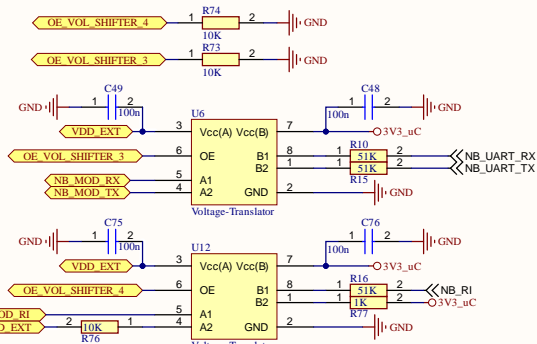 R74
OE_VOL_SHIFTER_4 1 2 GND
10K
R73
OE_VOL_SHIFTER_3 1 2 GND
10K
C49 C48
GND 1 2 1 2 GND
100n U6 100n
VDD_EXT 3 Vcc(A) Vcc(B) 7 3V3_uC
R10
OE_VOL_SHIFTER_3 6 OE B1 8 1 51K 2 NB_UART_RX
B2 1 1 51K 2 NB_UART_TX
NB_MOD_RX 5 A1 R15
NB_MOD_TX 4 A2 GND 2 GND
Voltage-Translator
C75 C76
GND 1 2 1 2 GND
100n U12 100n
VDD_EXT 3 Vcc(A) Vcc(B) 7 3V3_uC
R16
OE_VOL_SHIFTER_4 6 OE B1 8 1 51K 2 NB_RI
B2 1 1 1K 2 3V3_uC
OD_RI 5 A1 R77
D_EXT 2 10K 1 4 A2 GND 2 GND
R76
Voltage-Translator